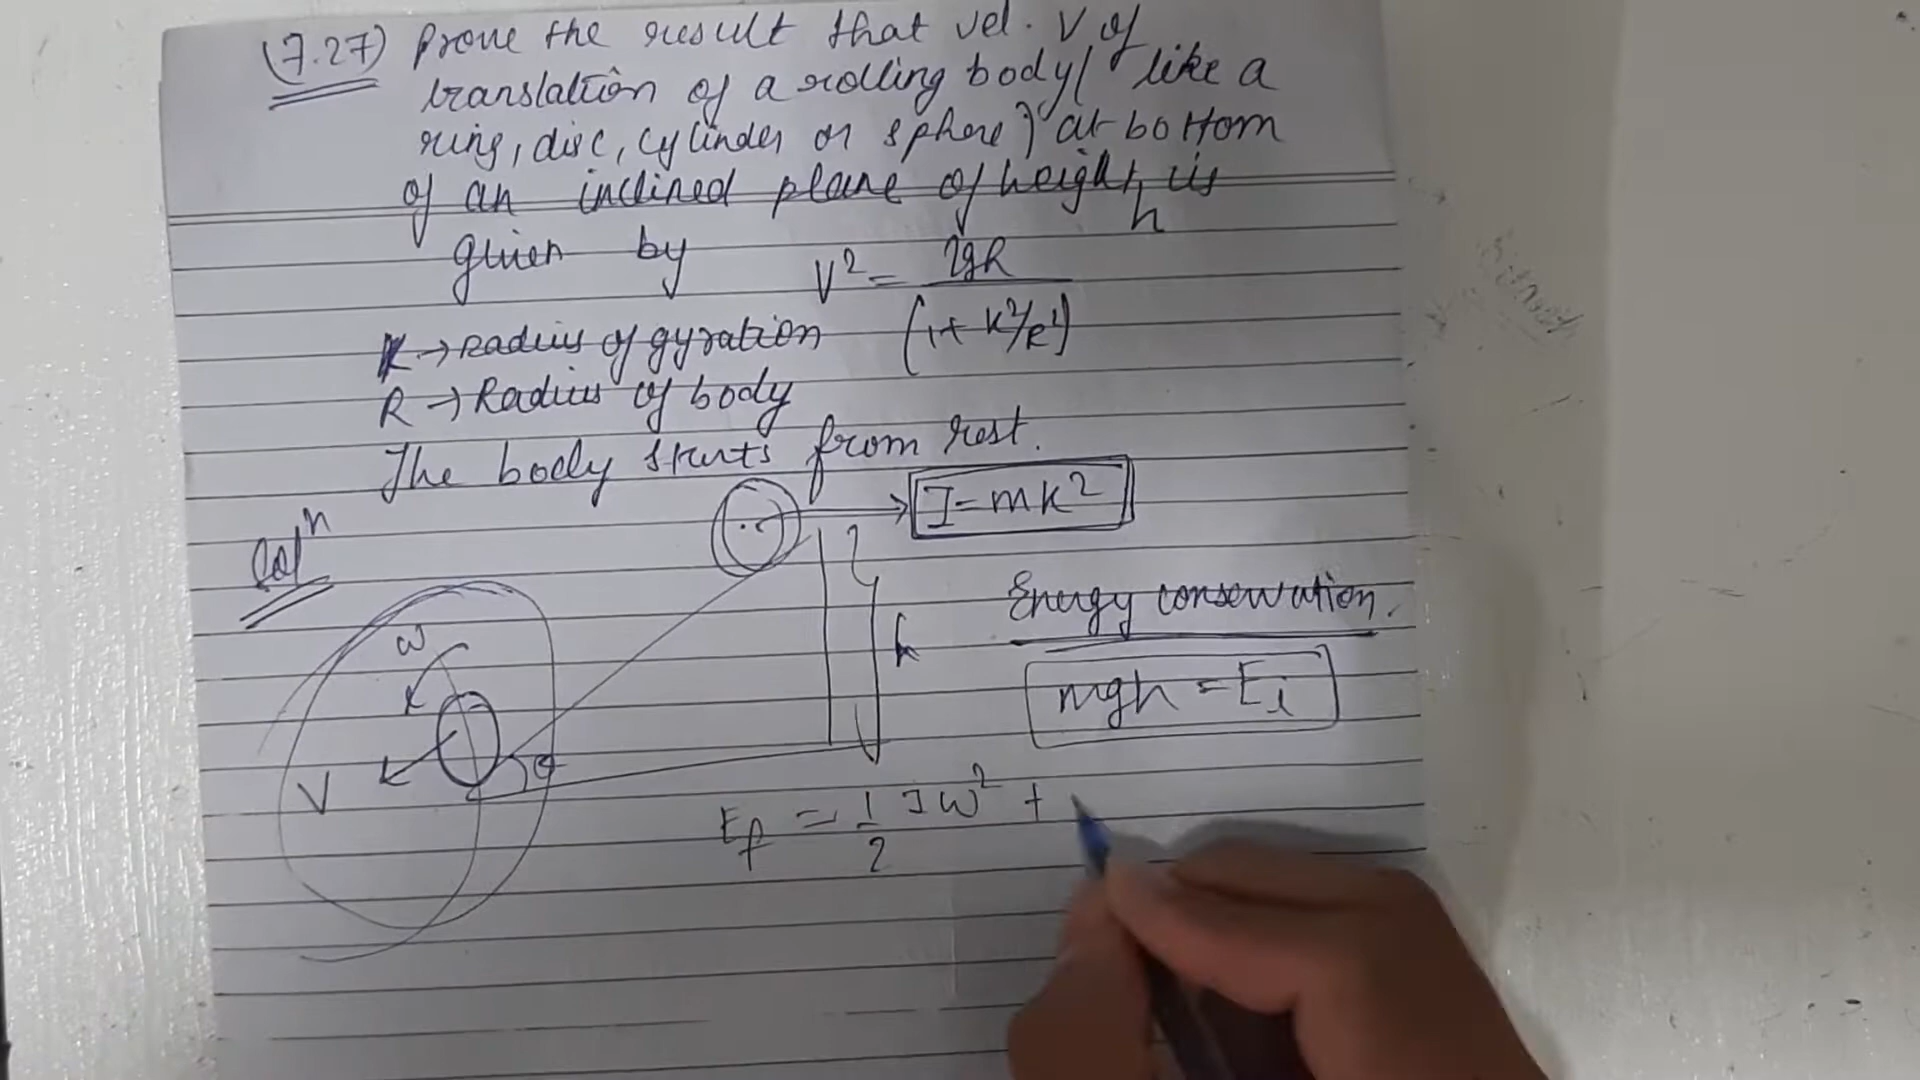 (7.27) Prove the result that vel. V of
translation of a rolling body ( like a
ring, disc, cylinder or sphere) at bottom
of an inclined plane of height h is
given by V² = 2gh / (1 + k²/R²)
k → radius of gyration
R → Radius of body
The body starts from rest.
I = mk²
Solⁿ
Energy conservation.
ω
h
mgh = Ei
V
θ
Ef = 1/2 Iω² +